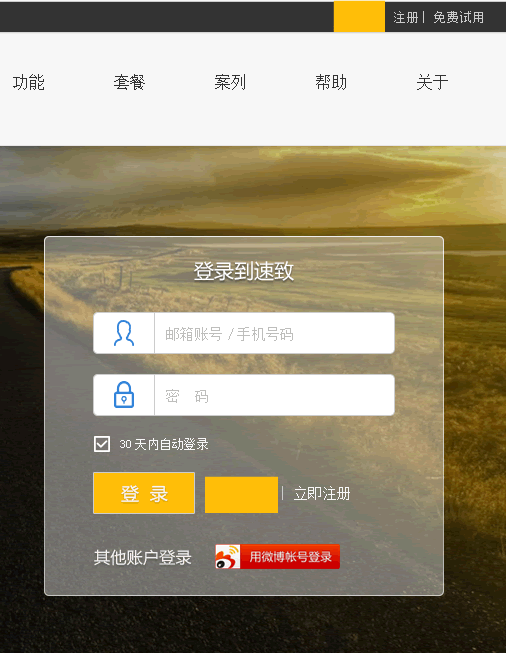 注册 | 免费试用
功能 套餐 案列 帮助 关于
登录到速致
邮箱账号 / 手机号码
密 码
30 天内自动登录
登 录 | 立即注册
其他账户登录 用微博帐号登录